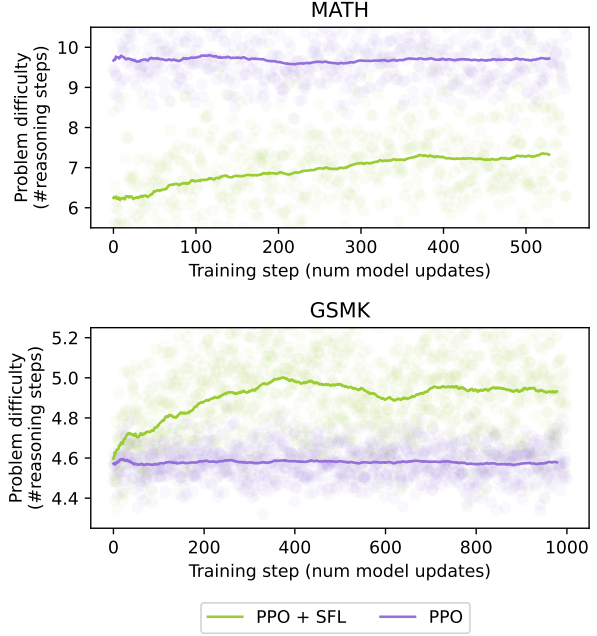 MATH
10
9
8
7
6
Problem difficulty
(#reasoning steps)
0 100 200 300 400 500
Training step (num model updates)
GSMK
5.2
5.0
4.8
4.6
4.4
Problem difficulty
(#reasoning steps)
0 200 400 600 800 1000
Training step (num model updates)
PPO + SFL PPO